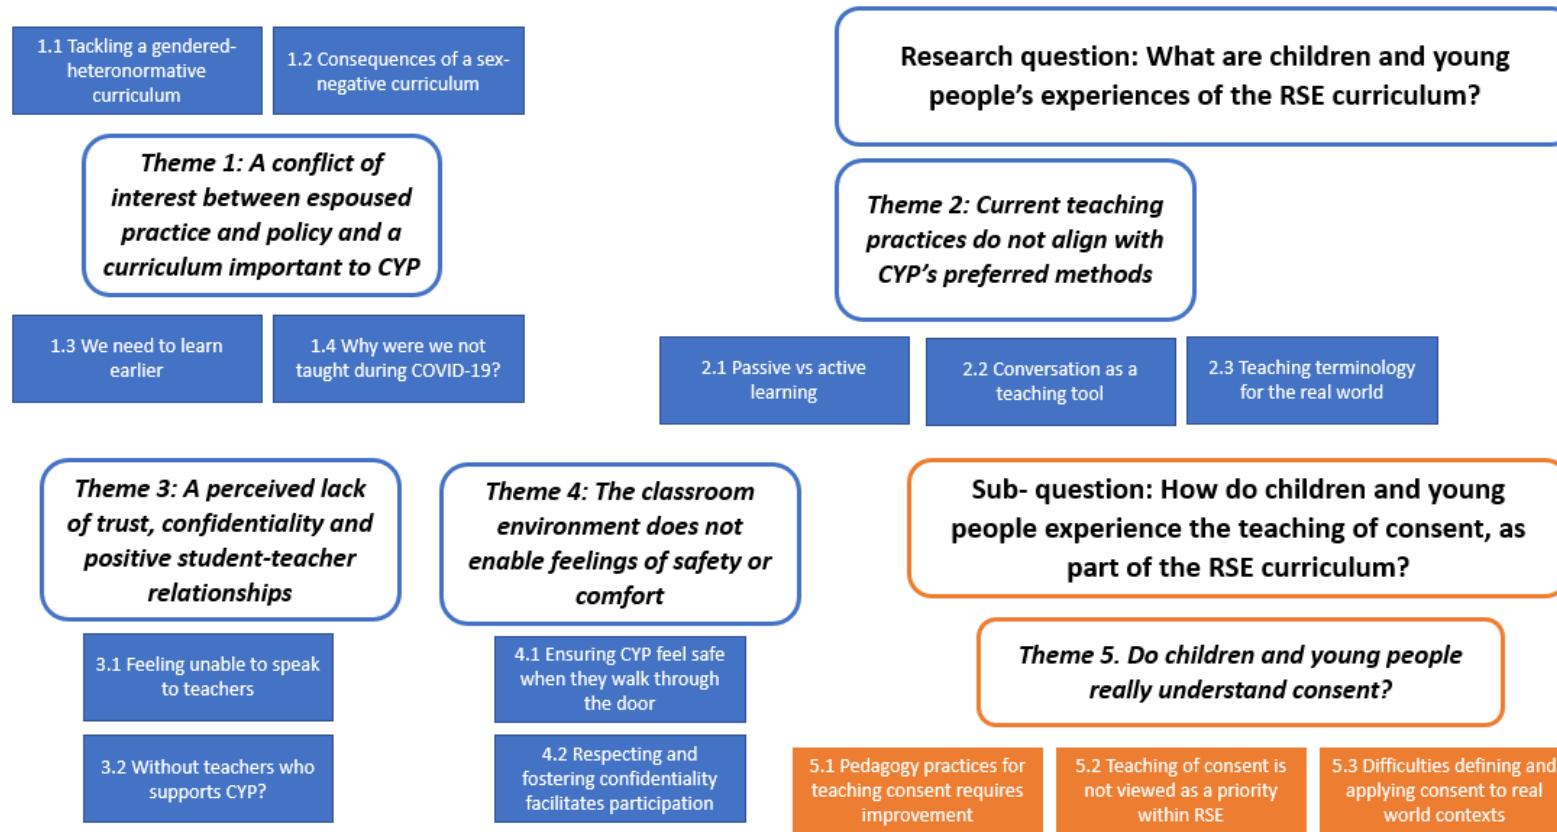 1.1 Tackling a gendered-
heteronormative
curriculum
1.2 Consequences of a sex-
negative curriculum
Research question: What are children and young
people’s experiences of the RSE curriculum?
Theme 1: A conflict of
interest between espoused
practice and policy and a
curriculum important to CYP
Theme 2: Current teaching
practices do not align with
CYP’s preferred methods
1.3 We need to learn
earlier
1.4 Why were we not
taught during COVID-19?
2.1 Passive vs active
learning
2.2 Conversation as a
teaching tool
2.3 Teaching terminology
for the real world
Theme 3: A perceived lack
of trust, confidentiality and
positive student-teacher
relationships
Theme 4: The classroom
environment does not
enable feelings of safety or
comfort
Sub- question: How do children and young
people experience the teaching of consent, as
part of the RSE curriculum?
3.1 Feeling unable to speak
to teachers
4.1 Ensuring CYP feel safe
when they walk through
the door
Theme 5. Do children and young people
really understand consent?
3.2 Without teachers who
supports CYP?
4.2 Respecting and
fostering confidentiality
facilitates participation
5.1 Pedagogy practices for
teaching consent requires
improvement
5.2 Teaching of consent is
not viewed as a priority
within RSE
5.3 Difficulties defining and
applying consent to real
world contexts